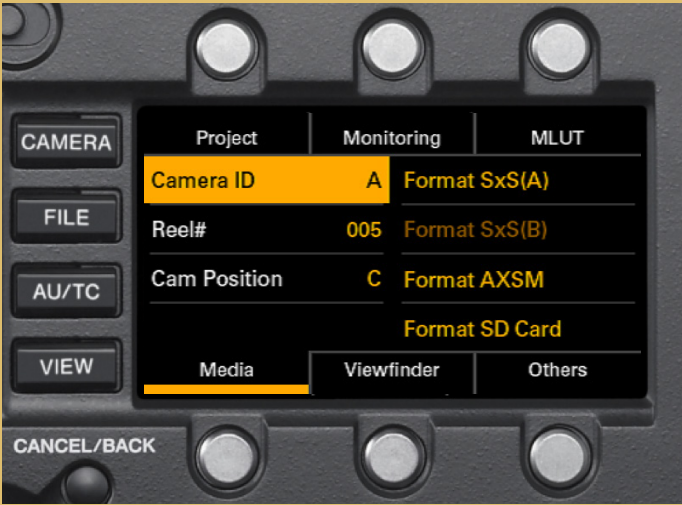 Project Monitoring MLUT
CAMERA
Camera ID A Format SxS(A)
FILE
Reel# 005 Format SxS(B)
AU/TC
Cam Position C Format AXSM
Format SD Card
VIEW
Media Viewfinder Others
CANCEL/BACK